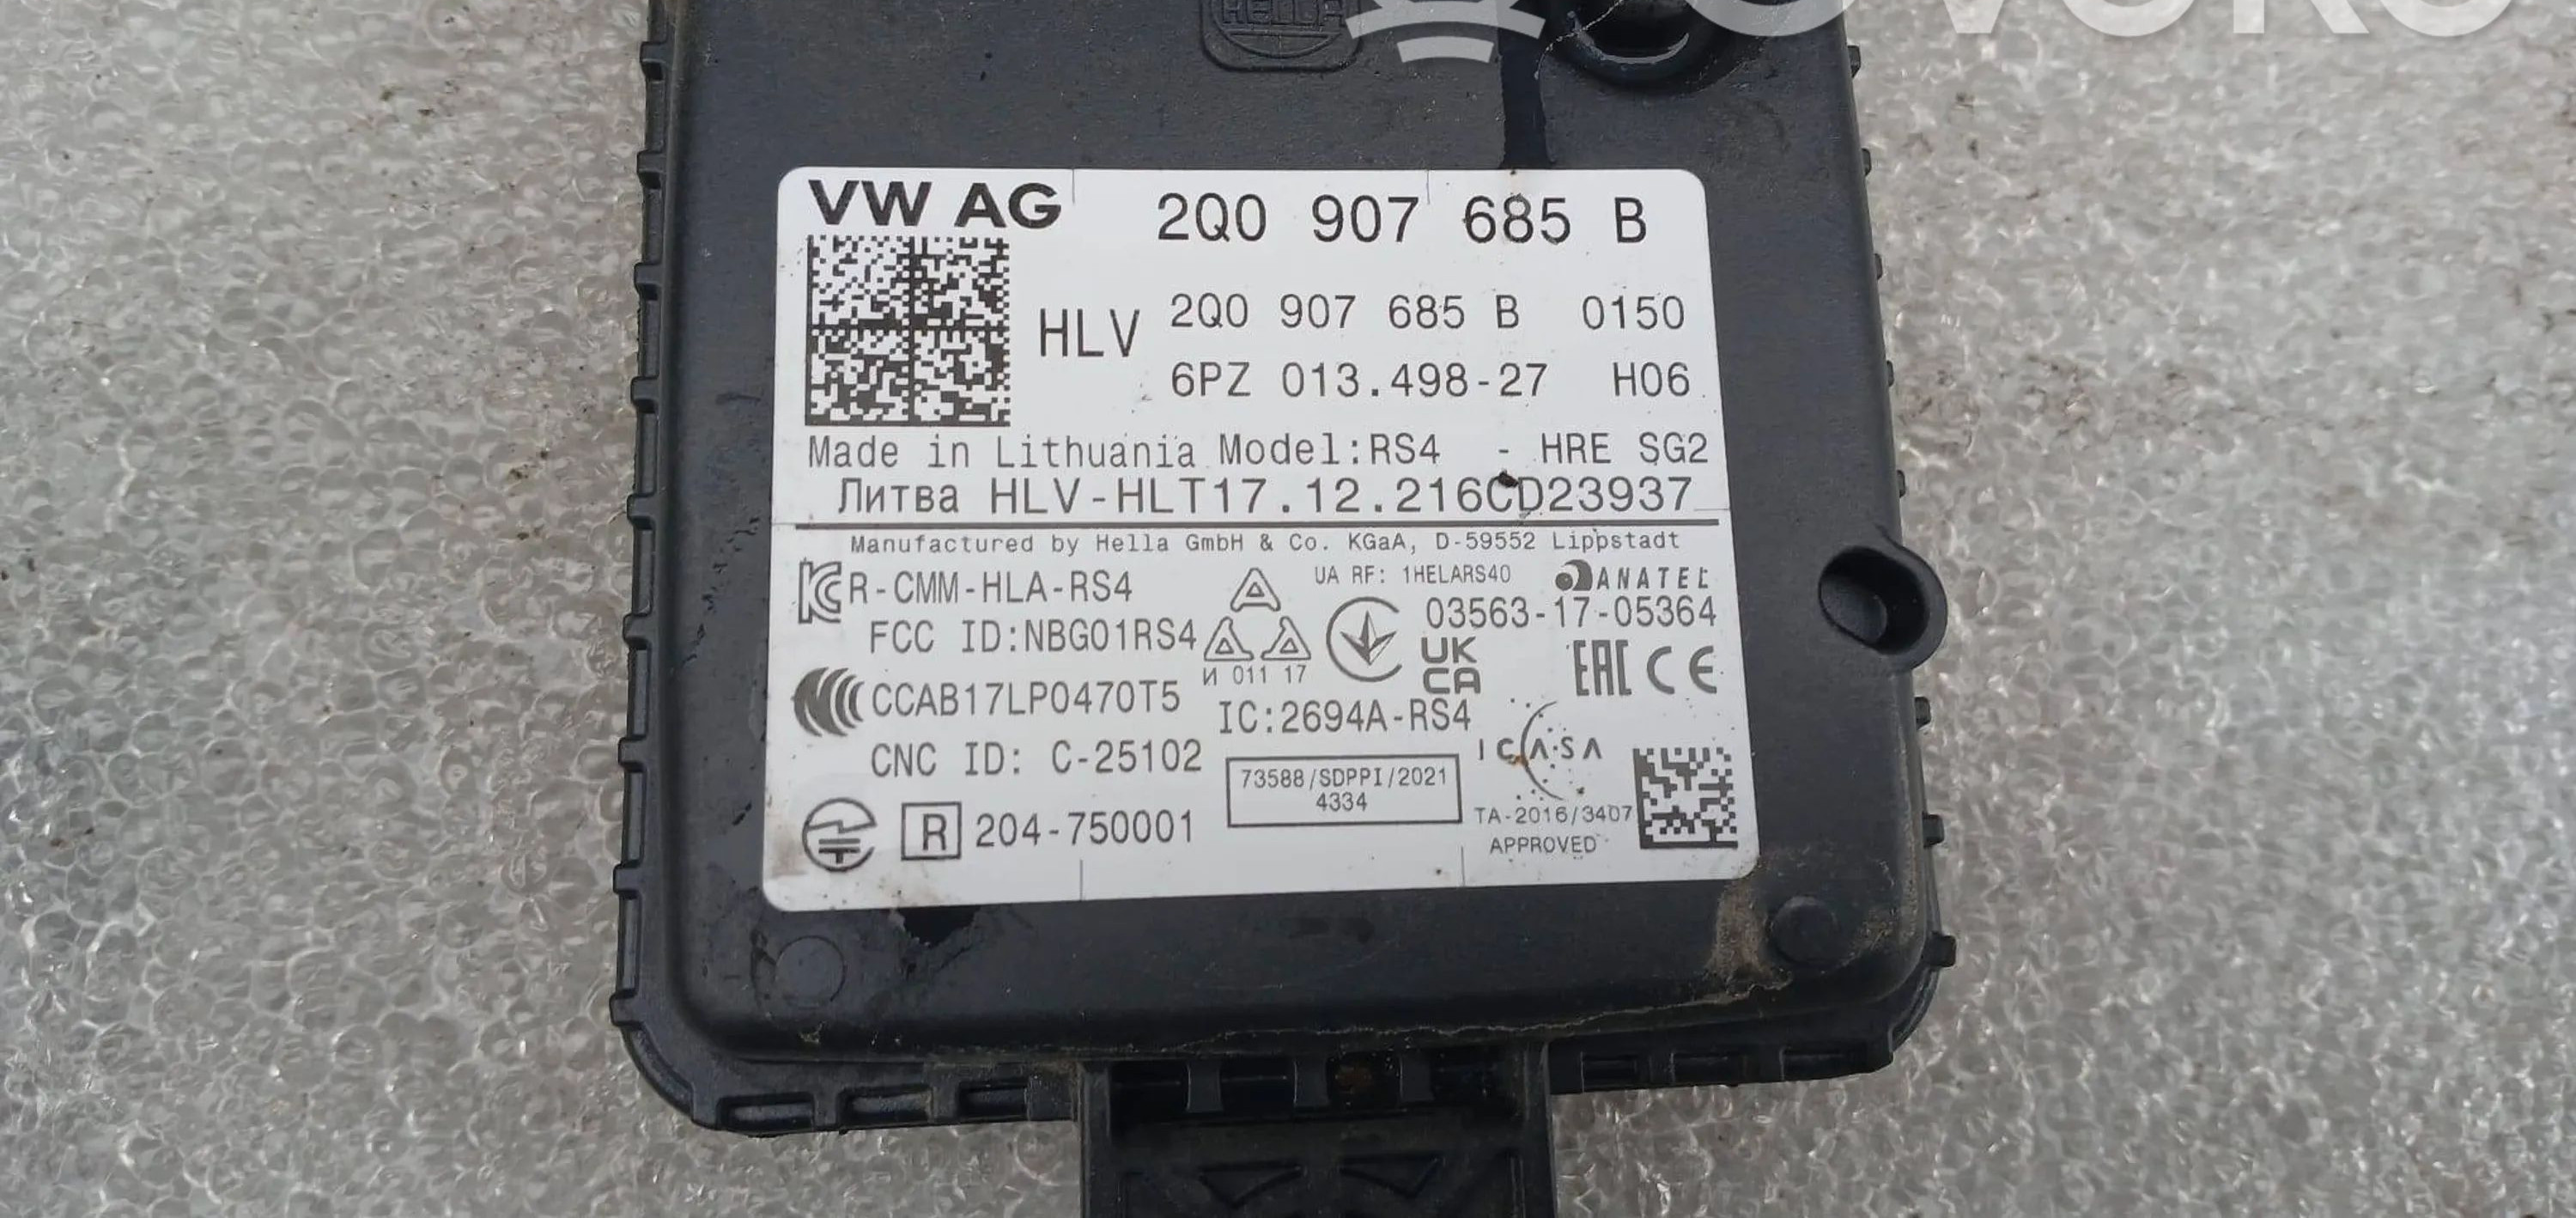 HELLA
VW AG 2Q0 907 685 B
HLV 2Q0 907 685 B 0150
6PZ 013.498-27 H06
Made in Lithuania Model:RS4 - HRE SG2
Литва HLV-HLT17.12.216CD23937
Manufactured by Hella GmbH & Co. KGaA, D-59552 Lippstadt
R-CMM-HLA-RS4 UA RF: 1HELARS40 ANATEL
03563-17-05364
FCC ID:NBG01RS4
И 011 17 UK CA EAC CE
CCAB17LP0470T5 IC:2694A-RS4
CNC ID: C-25102 ICASA
73588/SDPPI/2021
4334
TA-2016/3407
APPROVED
R 204-750001